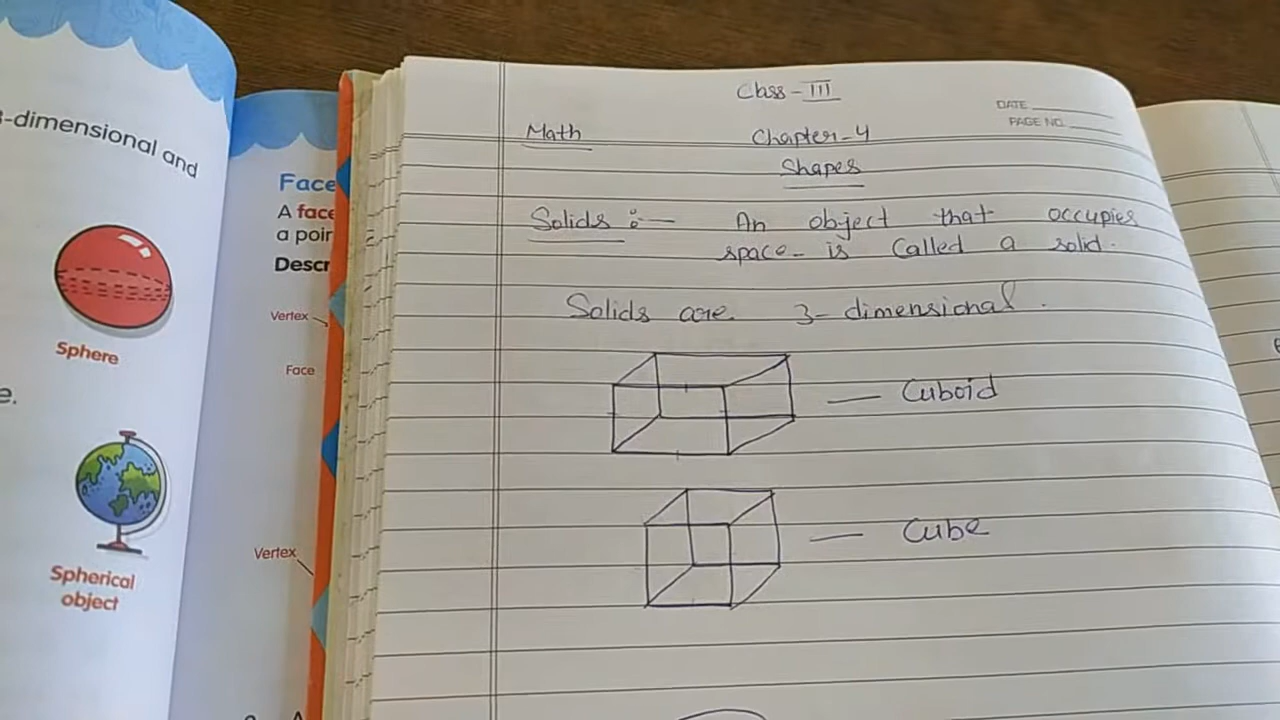 3-dimensional and
Sphere
e.
Spherical
object
Face
A face
a poin
Descr
Vertex
Face
Vertex
Class - III
DATE
PAGE NO.
Math
Chapter-4
Shapes
Solids :- An object that occupies
space is called a solid.
Solids are 3-dimensional.
— Cuboid
— Cube